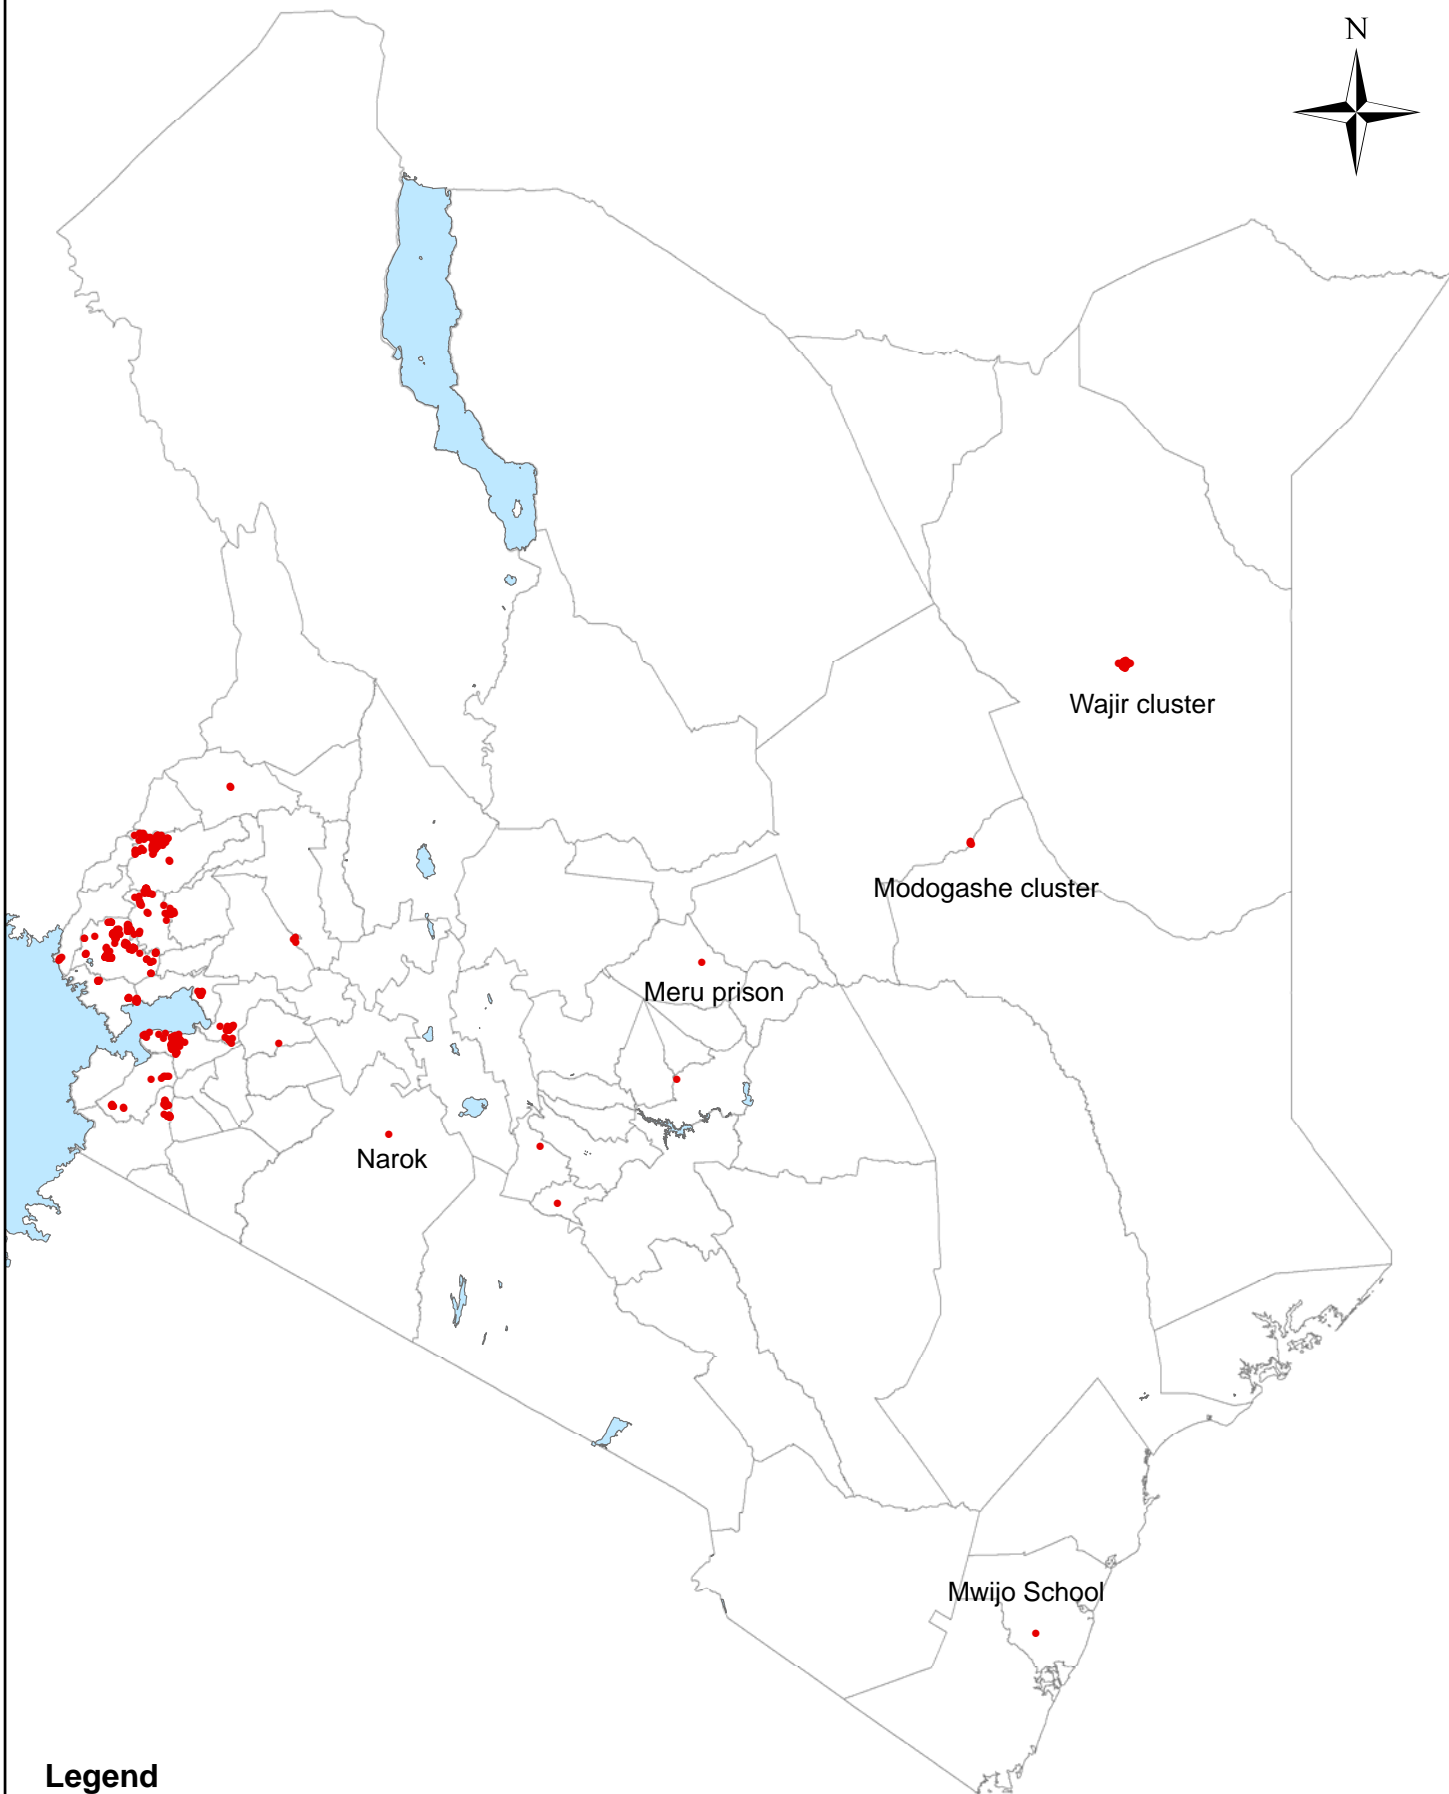 N
Wajir cluster
Modogashe cluster
Meru prison
Narok
Mwijo School
Legend